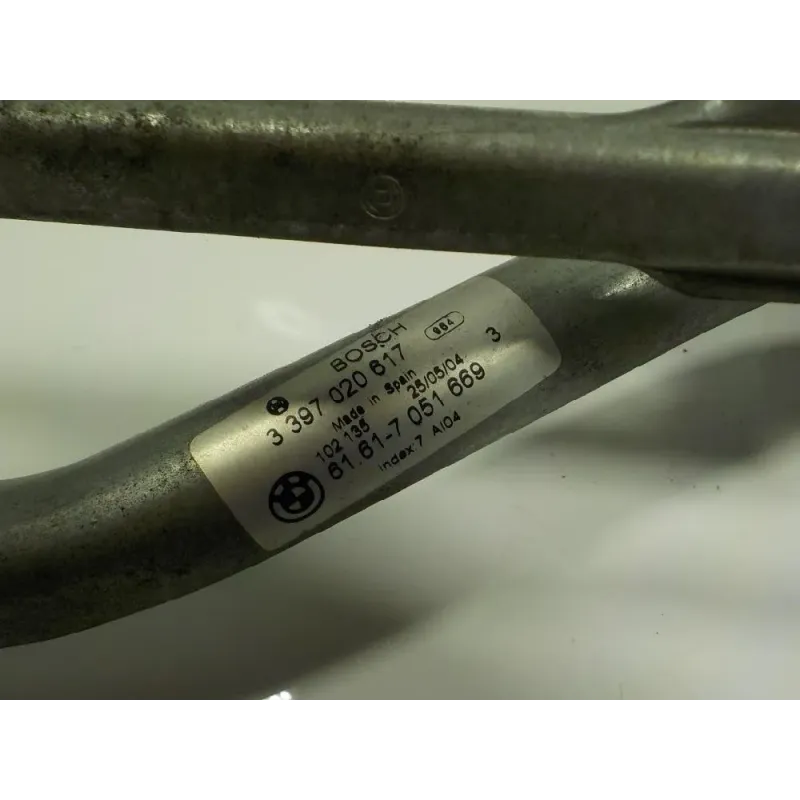 BOSCH 964
3 397 020 617 3
Made in Spain
102 135 25/05/04
61.61-7 051 669
Index:7 A/04